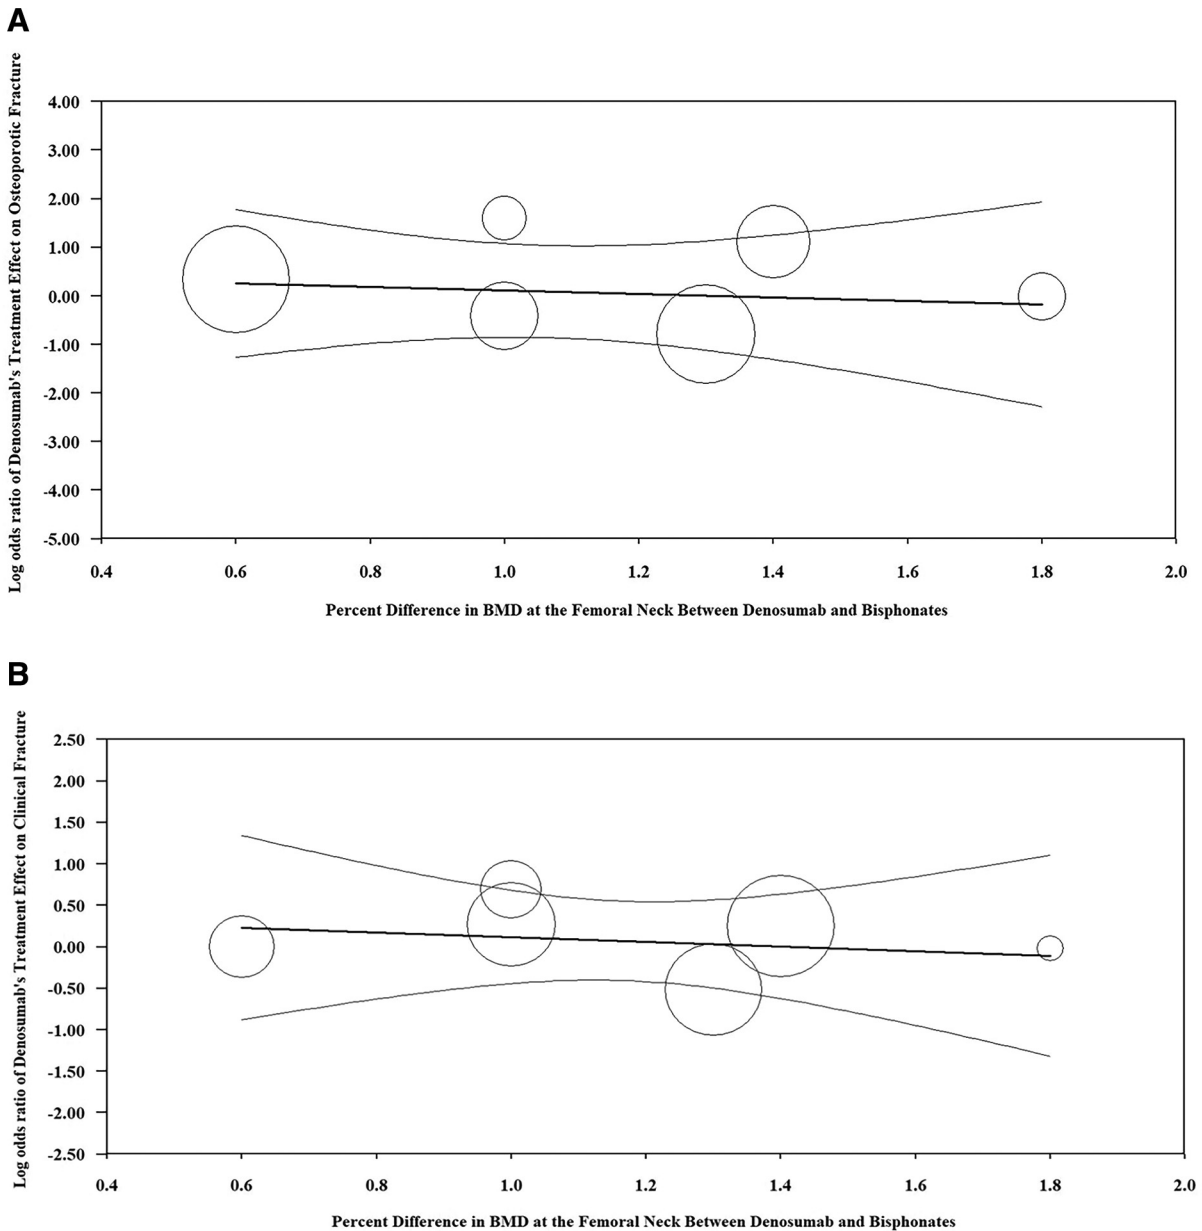 A
Log odds ratio of Denosumab's Treatment Effect on Osteoporotic Fracture
4.00
3.00
2.00
1.00
0.00
-1.00
-2.00
-3.00
-4.00
-5.00
0.4 0.6 0.8 1.0 1.2 1.4 1.6 1.8 2.0
Percent Difference in BMD at the Femoral Neck Between Denosumab and Bisphonates
B
Log odds ratio of Denosumab's Treatment Effect on Clinical Fracture
2.50
2.00
1.50
1.00
0.50
0.00
-0.50
-1.00
-1.50
-2.00
-2.50
0.4 0.6 0.8 1.0 1.2 1.4 1.6 1.8 2.0
Percent Difference in BMD at the Femoral Neck Between Denosumab and Bisphonates